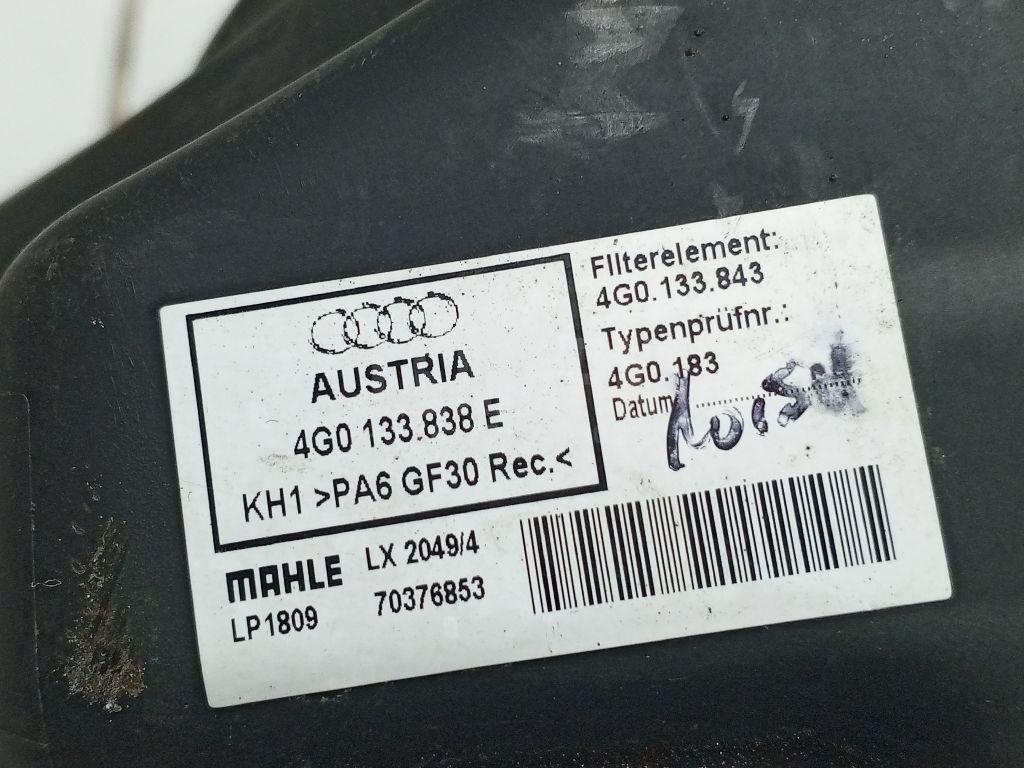 AUSTRIA
4G0 133.838 E
KH1 >PA6 GF30 Rec.<
MAHLE LX 2049/4
LP1809 70376853
Filterelement:
4G0.133.843
Typenprüfnr.:
4G0.183
Datum